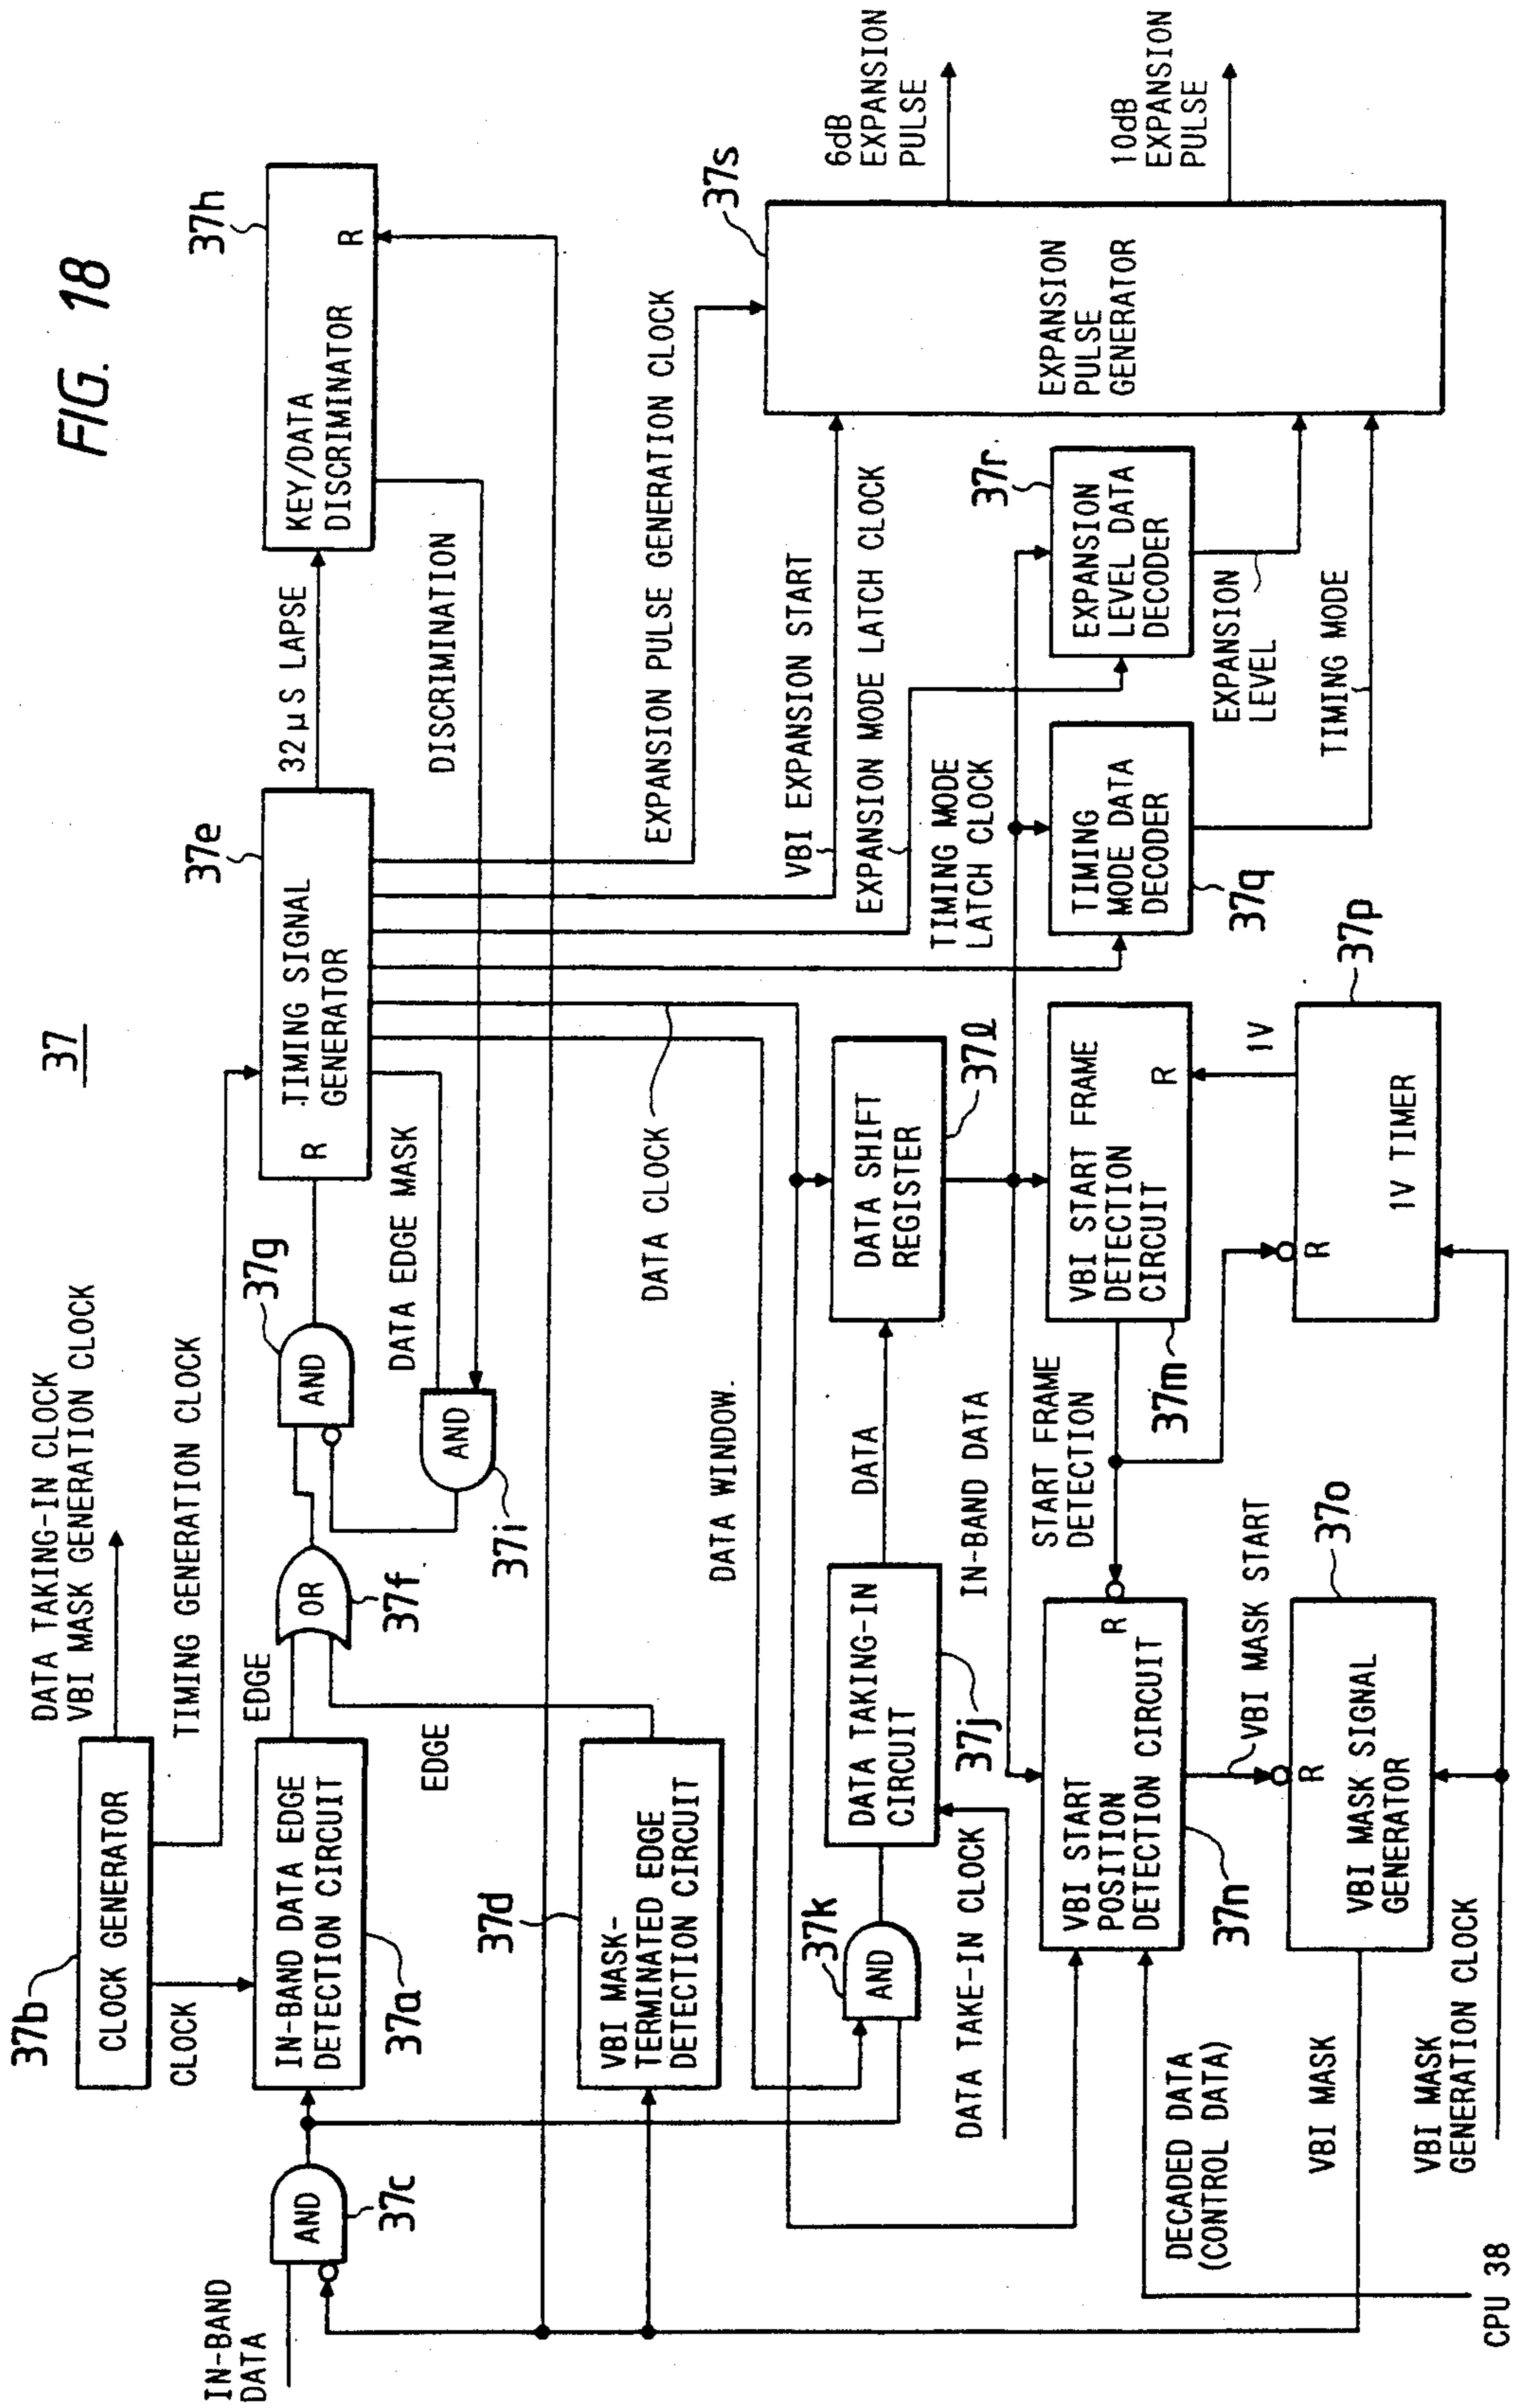 FIG. 18
37
37b
CLOCK GENERATOR
DATA TAKING-IN CLOCK
VBI MASK GENERATION CLOCK
TIMING GENERATION CLOCK
CLOCK
IN-BAND
DATA
AND
37c
IN-BAND DATA EDGE
DETECTION CIRCUIT
37a
EDGE
EDGE
VBI MASK-
TERMINATED EDGE
DETECTION CIRCUIT
37d
OR
37f
AND
37g
AND
37i
DATA EDGE MASK
R
TIMING SIGNAL
GENERATOR
37e
32μS LAPSE
KEY/DATA
DISCRIMINATOR
R
37h
DISCRIMINATION
EXPANSION PULSE GENERATION CLOCK
VBI EXPANSION START
EXPANSION MODE LATCH CLOCK
TIMING MODE
LATCH CLOCK
DATA CLOCK
DATA WINDOW.
AND
37k
DATA TAKE-IN CLOCK
DATA TAKING-IN
CIRCUIT
37j
DATA
DATA SHIFT
REGISTER
37l
IN-BAND DATA
VBI START FRAME
DETECTION
CIRCUIT
R
37m
START FRAME
DETECTION
1V
1V TIMER
R
37p
VBI START
POSITION
DETECTION CIRCUIT
R
37n
VBI MASK START
VBI MASK SIGNAL
GENERATOR
R
37o
TIMING
MODE DATA
DECODER
37q
EXPANSION
LEVEL DATA
DECODER
37r
EXPANSION
LEVEL
TIMING MODE
EXPANSION
PULSE
GENERATOR
37s
6dB
EXPANSION
PULSE
10dB
EXPANSION
PULSE
DECADED DATA
(CONTROL DATA)
VBI MASK
VBI MASK
GENERATION CLOCK
CPU 38